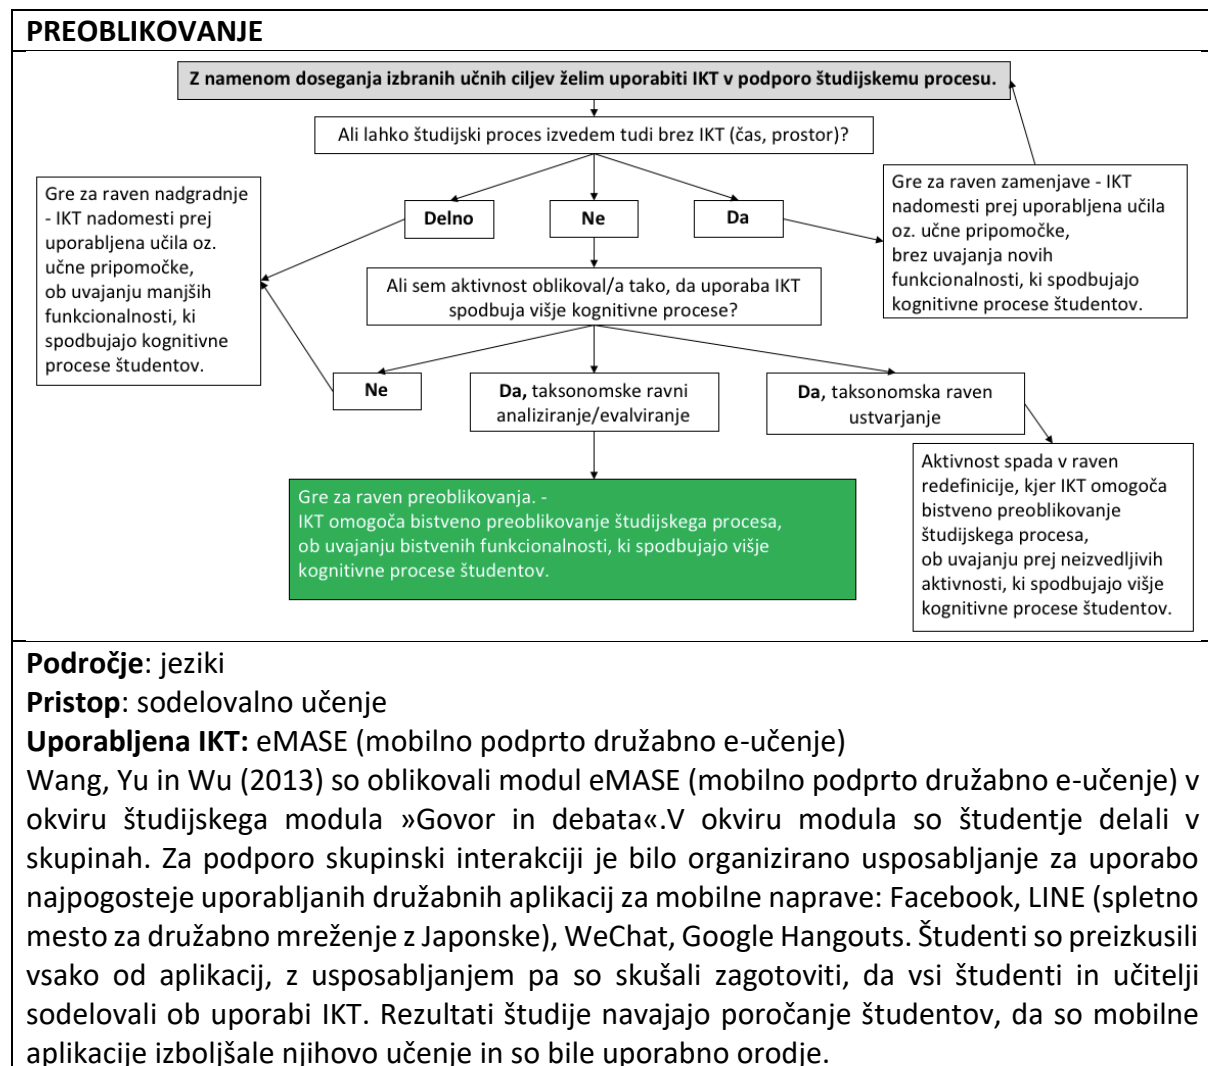 PREOBLIKOVANJE
Z namenom doseganja izbranih učnih ciljev želim uporabiti IKT v podporo študijskemu procesu.
Ali lahko študijski proces izvedem tudi brez IKT (čas, prostor)?
Gre za raven nadgradnje
- IKT nadomesti prej
uporabljena učila oz.
učne pripomočke,
ob uvajanju manjših
funkcionalnosti, ki
spodbujajo kognitivne
procese študentov.
Delno
Ne
Da
Gre za raven zamenjave - IKT
nadomesti prej uporabljena učila
oz. učne pripomočke,
brez uvajanja novih
funkcionalnosti, ki spodbujajo
kognitivne procese študentov.
Ali sem aktivnost oblikoval/a tako, da uporaba IKT
spodbuja višje kognitivne procese?
Ne
Da, taksonomske ravni
analiziranje/evalviranje
Da, taksonomska raven
ustvarjanje
Gre za raven preoblikovanja. -
IKT omogoča bistveno preoblikovanje študijskega procesa,
ob uvajanju bistvenih funkcionalnosti, ki spodbujajo višje
kognitivne procese študentov.
Aktivnost spada v raven
redefinicije, kjer IKT omogoča
bistveno preoblikovanje
študijskega procesa,
ob uvajanju prej neizvedljivih
aktivnosti, ki spodbujajo višje
kognitivne procese študentov.
Področje: jeziki
Pristop: sodelovalno učenje
Uporabljena IKT: eMASE (mobilno podprto družabno e-učenje)
Wang, Yu in Wu (2013) so oblikovali modul eMASE (mobilno podprto družabno e-učenje) v
okviru študijskega modula »Govor in debata«.V okviru modula so študentje delali v
skupinah. Za podporo skupinski interakciji je bilo organizirano usposabljanje za uporabo
najpogosteje uporabljanih družabnih aplikacij za mobilne naprave: Facebook, LINE (spletno
mesto za družabno mreženje z Japonske), WeChat, Google Hangouts. Študenti so preizkusili
vsako od aplikacij, z usposabljanjem pa so skušali zagotoviti, da vsi študenti in učitelji
sodelovali ob uporabi IKT. Rezultati študije navajajo poročanje študentov, da so mobilne
aplikacije izboljšale njihovo učenje in so bile uporabno orodje.